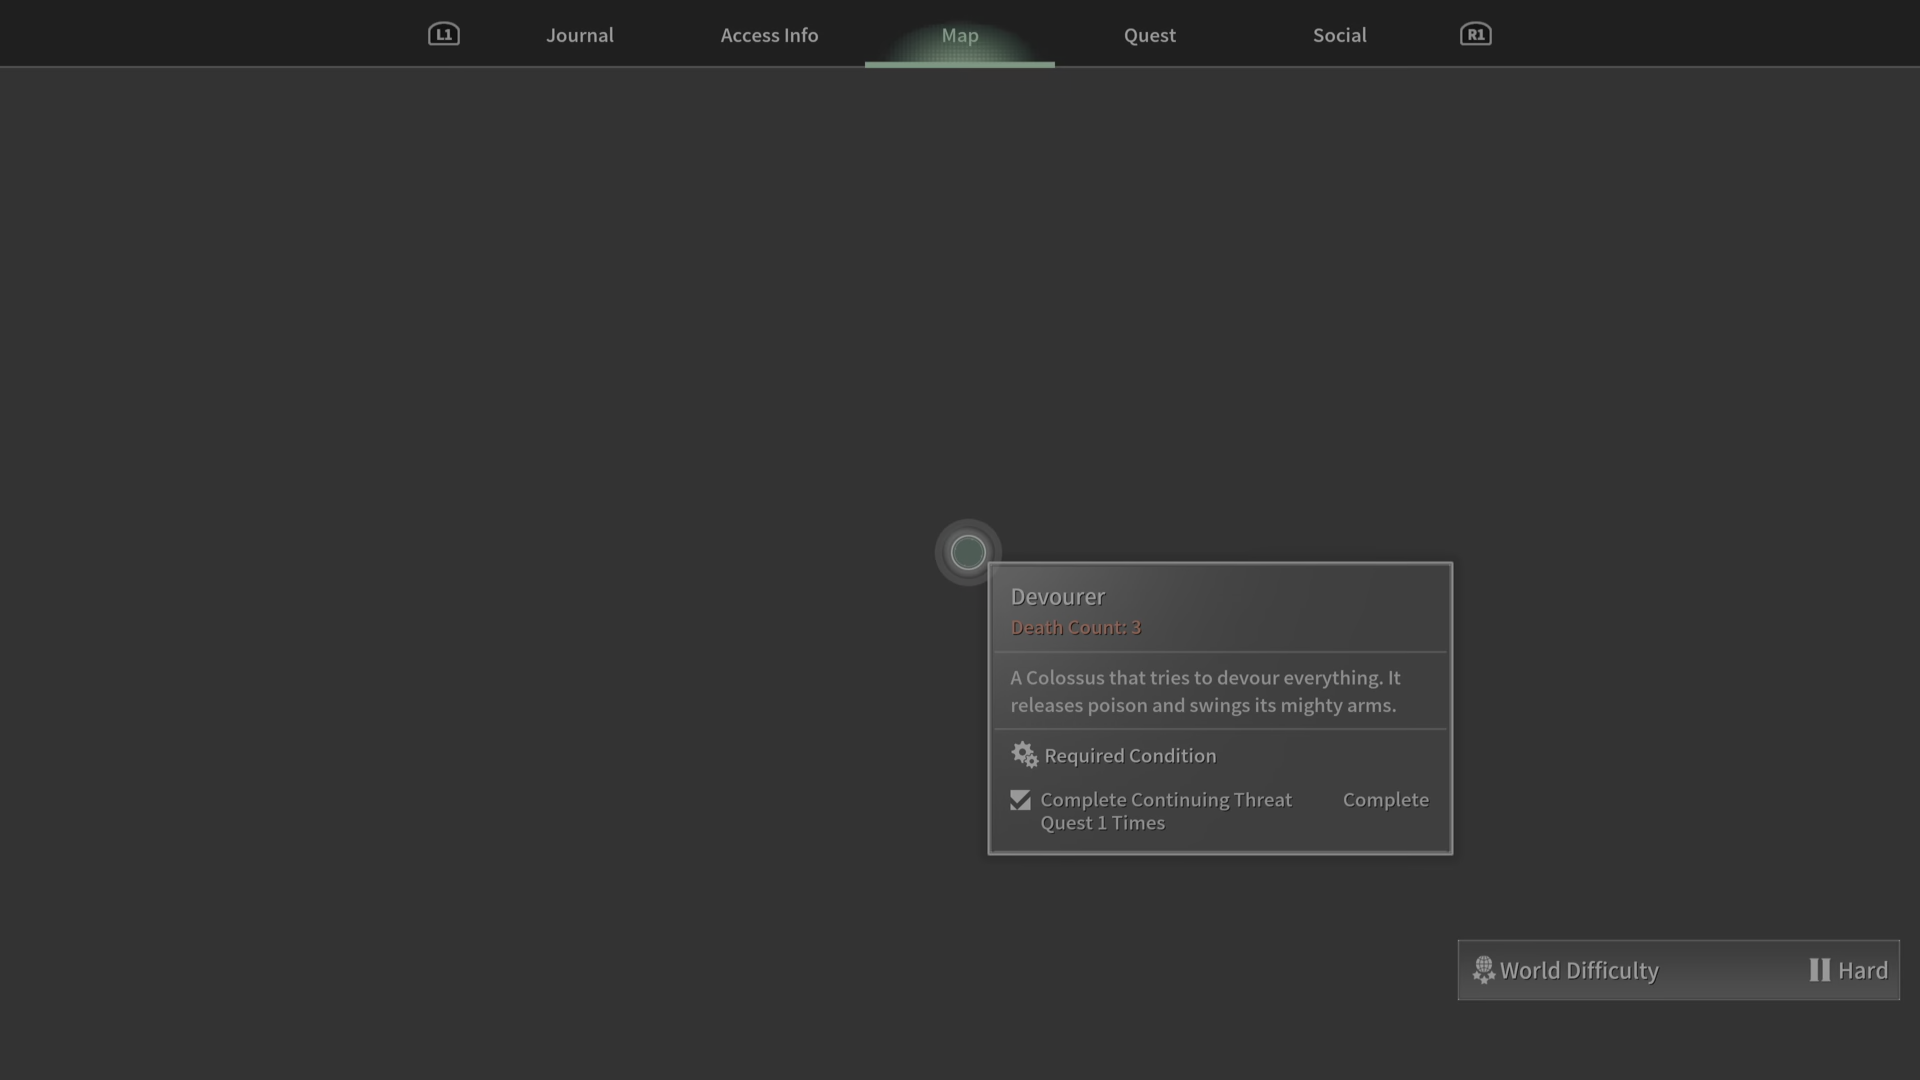 L1 Journal Access Info Map Quest Social R1
Devourer
Death Count: 3
A Colossus that tries to devour everything. It
releases poison and swings its mighty arms.
Required Condition
Complete Continuing Threat Complete
Quest 1 Times
World Difficulty Hard